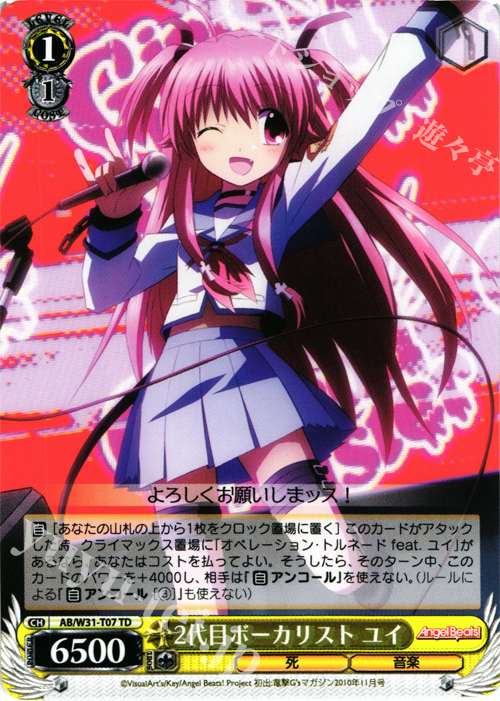 LEVEL
1
1
COST
よろしくお願いしまッス！
自［あなたの山札の上から1枚をクロック置場に置く］このカードがアタック
した時、クライマックス置場に「オペレーション・トルネード feat. ユイ」が
あるなら、あなたはコストを払ってよい。そうしたら、そのターン中、この
カードのパワーを＋4000し、相手は「自 アンコール」を使えない。（ルールに
よる「自 アンコール［③］」も使えない）
CH AB/W31-T07 TD
2代目ボーカリスト ユイ
Angel Beats!
POWER
6500
SOUL
死
音楽
©VisualArt's/Key/Angel Beats! Project 初出:電撃G'sマガジン2010年11月号
遊々亭